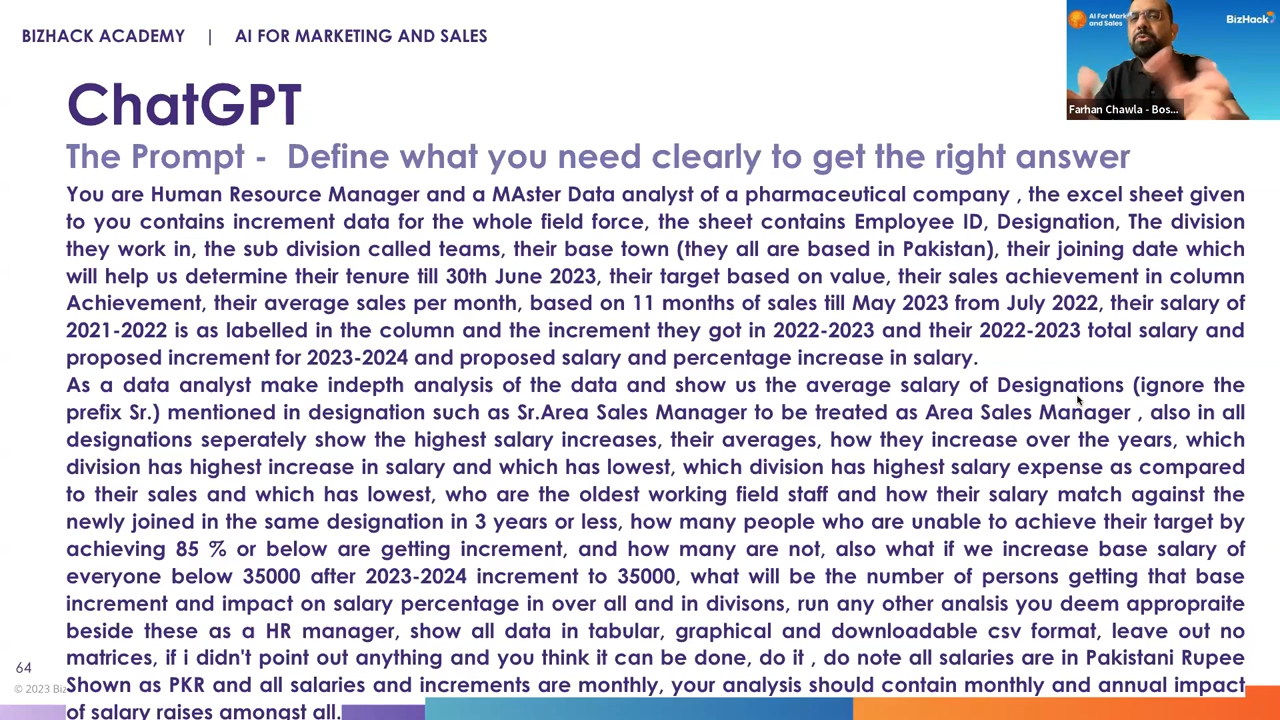 BIZHACK ACADEMY | AI FOR MARKETING AND SALES
AI For Mark
and Sales
BizHack
Farhan Chawla - Bos...
ChatGPT
The Prompt - Define what you need clearly to get the right answer
You are Human Resource Manager and a MAster Data analyst of a pharmaceutical company , the excel sheet given
to you contains increment data for the whole field force, the sheet contains Employee ID, Designation, The division
they work in, the sub division called teams, their base town (they all are based in Pakistan), their joining date which
will help us determine their tenure till 30th June 2023, their target based on value, their sales achievement in column
Achievement, their average sales per month, based on 11 months of sales till May 2023 from July 2022, their salary of
2021-2022 is as labelled in the column and the increment they got in 2022-2023 and their 2022-2023 total salary and
proposed increment for 2023-2024 and proposed salary and percentage increase in salary.
As a data analyst make indepth analysis of the data and show us the average salary of Designations (ignore the
prefix Sr.) mentioned in designation such as Sr.Area Sales Manager to be treated as Area Sales Manager , also in all
designations seperately show the highest salary increases, their averages, how they increase over the years, which
division has highest increase in salary and which has lowest, which division has highest salary expense as compared
to their sales and which has lowest, who are the oldest working field staff and how their salary match against the
newly joined in the same designation in 3 years or less, how many people who are unable to achieve their target by
achieving 85 % or below are getting increment, and how many are not, also what if we increase base salary of
everyone below 35000 after 2023-2024 increment to 35000, what will be the number of persons getting that base
increment and impact on salary percentage in over all and in divisons, run any other analsis you deem appropraite
beside these as a HR manager, show all data in tabular, graphical and downloadable csv format, leave out no
matrices, if i didn't point out anything and you think it can be done, do it , do note all salaries are in Pakistani Rupee
Shown as PKR and all salaries and increments are monthly, your analysis should contain monthly and annual impact
of salary raises amongst all.
64
© 2023 Biz